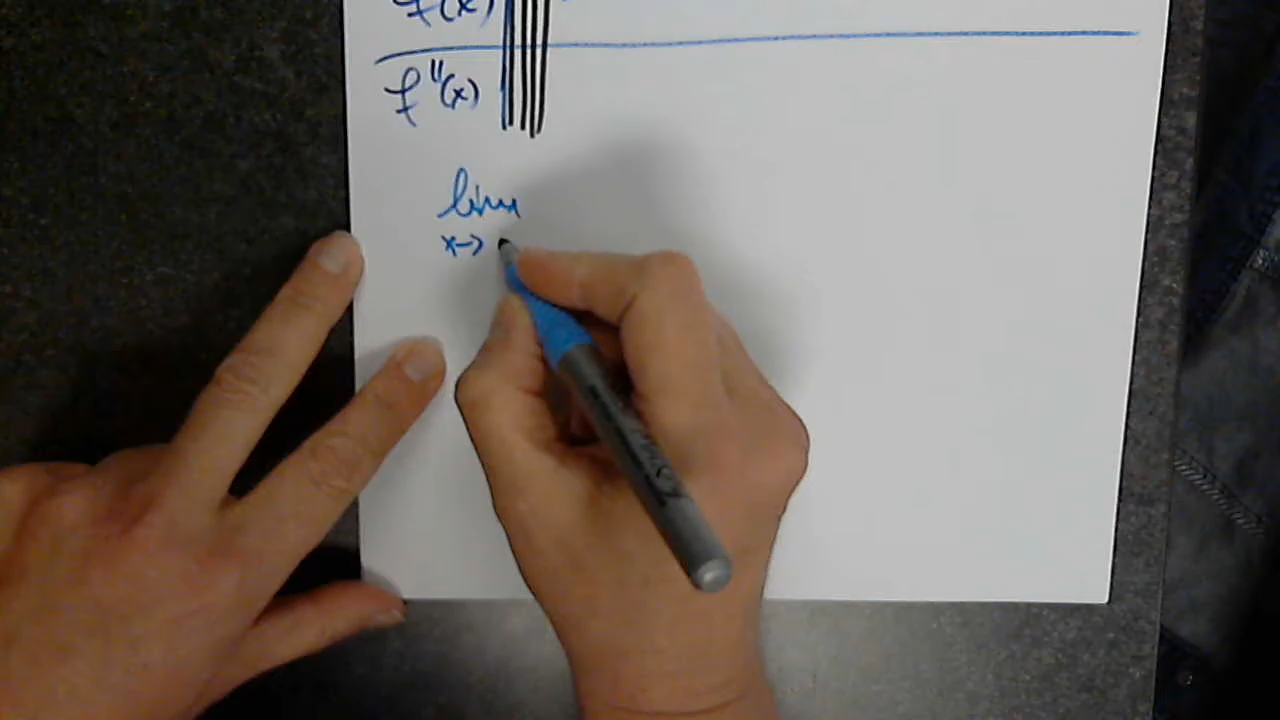 f(x)
f"(x)
lim
x→